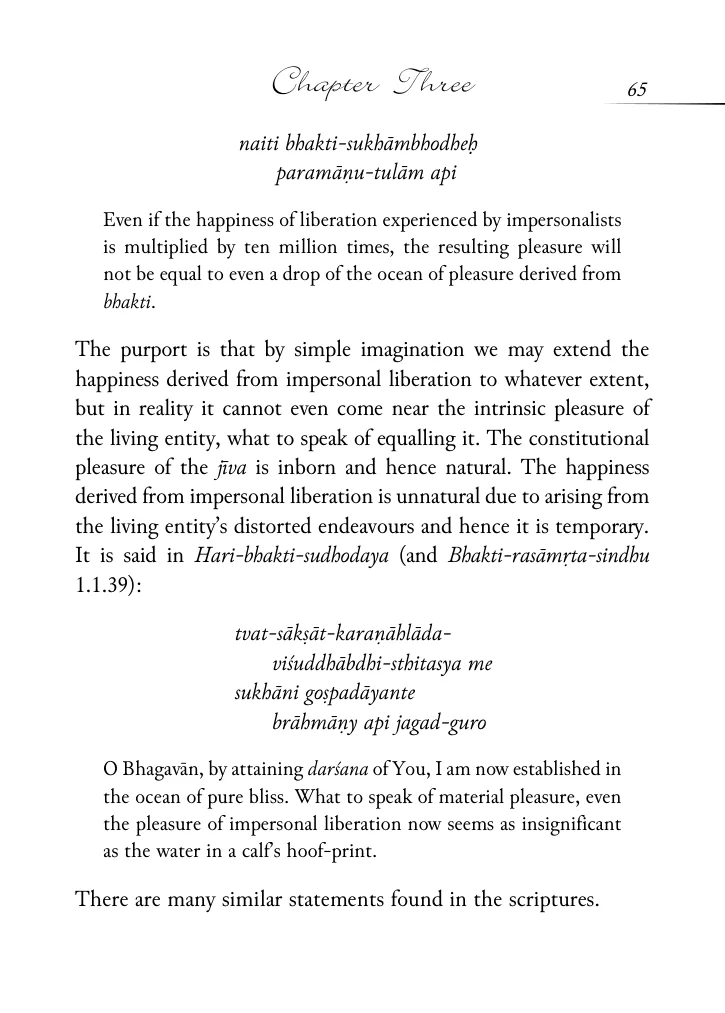 Chapter Three
65
naiti bhakti-sukhāmbhodheḥ
paramāṇu-tulām api
Even if the happiness of liberation experienced by impersonalists
is multiplied by ten million times, the resulting pleasure will
not be equal to even a drop of the ocean of pleasure derived from
bhakti.
The purport is that by simple imagination we may extend the
happiness derived from impersonal liberation to whatever extent,
but in reality it cannot even come near the intrinsic pleasure of
the living entity, what to speak of equalling it. The constitutional
pleasure of the jīva is inborn and hence natural. The happiness
derived from impersonal liberation is unnatural due to arising from
the living entity’s distorted endeavours and hence it is temporary.
It is said in Hari-bhakti-sudhodaya (and Bhakti-rasāmṛta-sindhu
1.1.39):
tvat-sākṣāt-karaṇāhlāda-
viśuddhābdhi-sthitasya me
sukhāni goṣpadāyante
brāhmāṇy api jagad-guro
O Bhagavān, by attaining darśana of You, I am now established in
the ocean of pure bliss. What to speak of material pleasure, even
the pleasure of impersonal liberation now seems as insignificant
as the water in a calf’s hoof-print.
There are many similar statements found in the scriptures.